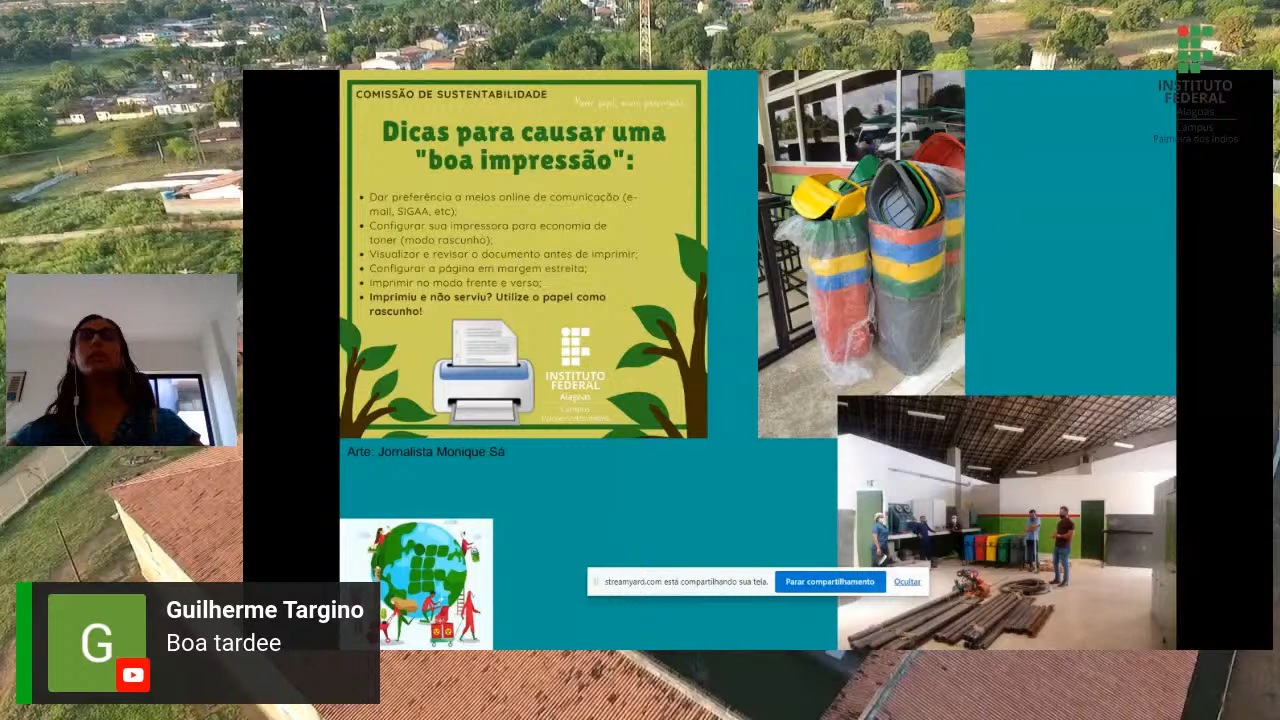 COMISSÃO DE SUSTENTABILIDADE
Dicas para causar uma
"boa impressão":
Dar preferência a meios online de comunicação (e-
mail, SIGAA, etc);
Configurar sua impressora para economia de
toner (modo rascunho);
Visualizar e revisar o documento antes de imprimir;
Configurar a página em margem estreita;
Imprimir no modo frente e verso;
Imprimiu e não serviu? Utilize o papel como
rascunho!
INSTITUTO
FEDERAL
Alagoas
Campus
Arte: Jornalista Monique Sá
INSTITUTO
FEDERAL
Alagoas
Campus
Palmeira dos Índios
streamyard.com está compartilhando sua tela.
Parar compartilhamento
Ocultar
G
Guilherme Targino
Boa tardee